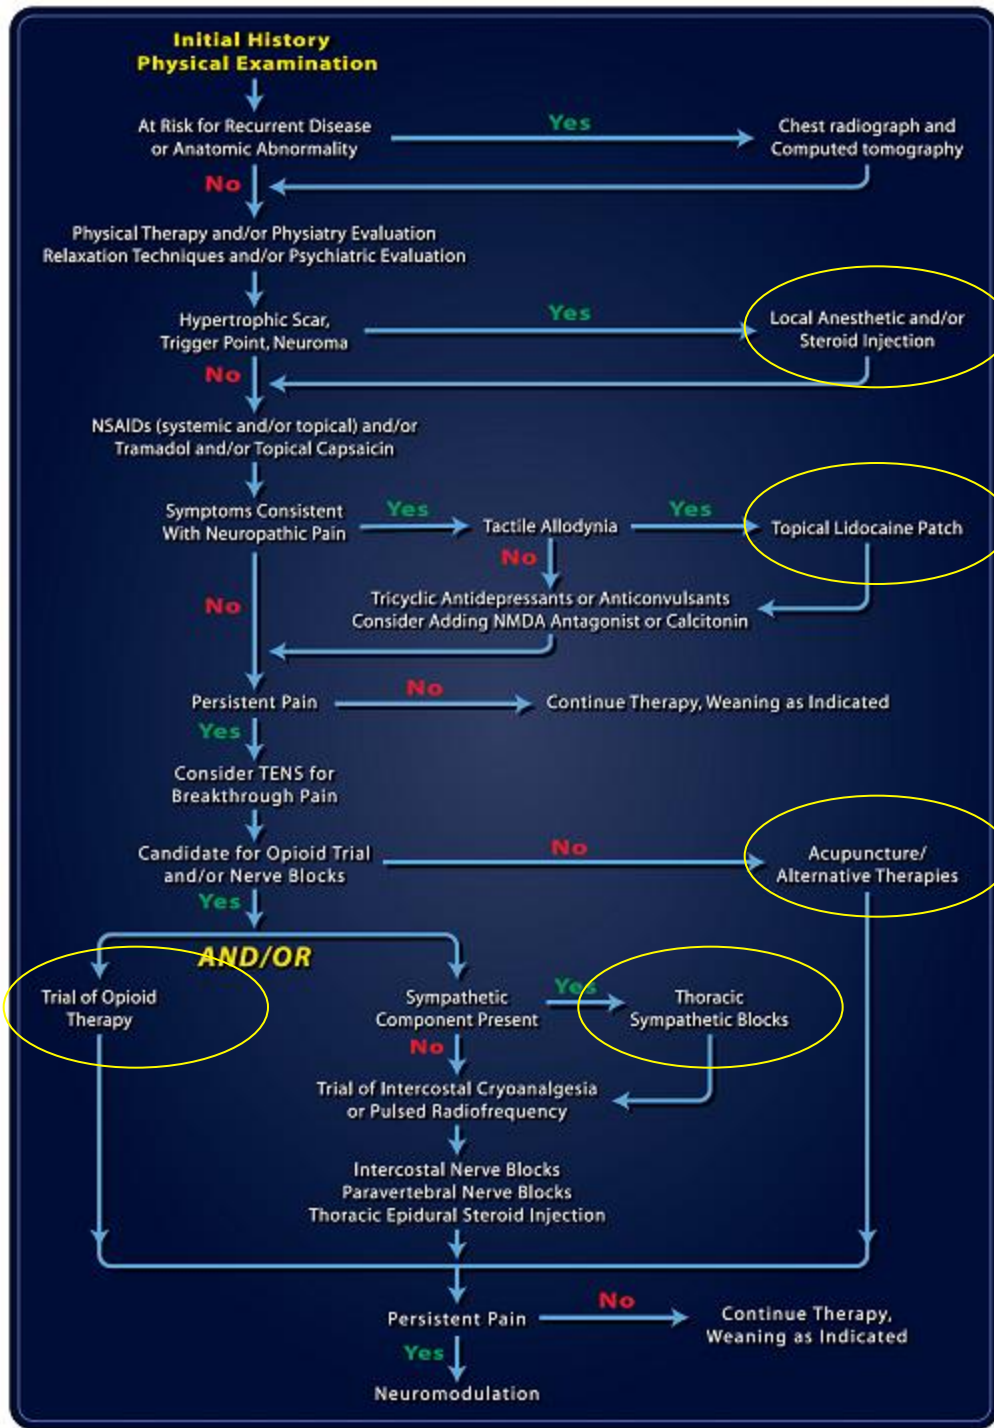 Initial History
Physical Examination
At Risk for Recurrent Disease
or Anatomic Abnormality
Yes
Chest radiograph and
Computed tomography
No
Physical Therapy and/or Physiatry Evaluation
Relaxation Techniques and/or Psychiatric Evaluation
Hypertrophic Scar,
Trigger Point, Neuroma
Yes
Local Anesthetic and/or
Steroid Injection
No
NSAIDs (systemic and/or topical) and/or
Tramadol and/or Topical Capsaicin
Symptoms Consistent
With Neuropathic Pain
Yes
Tactile Allodynia
Yes
Topical Lidocaine Patch
No
No
Tricyclic Antidepressants or Anticonvulsants
Consider Adding NMDA Antagonist or Calcitonin
Persistent Pain
No
Continue Therapy, Weaning as Indicated
Yes
Consider TENS for
Breakthrough Pain
Candidate for Opioid Trial
and/or Nerve Blocks
No
Acupuncture/
Alternative Therapies
Yes
AND/OR
Trial of Opioid
Therapy
Sympathetic
Component Present
Yes
Thoracic
Sympathetic Blocks
No
Trial of Intercostal Cryoanalgesia
or Pulsed Radiofrequency
Intercostal Nerve Blocks
Paravertebral Nerve Blocks
Thoracic Epidural Steroid Injection
Persistent Pain
No
Continue Therapy,
Weaning as Indicated
Yes
Neuromodulation